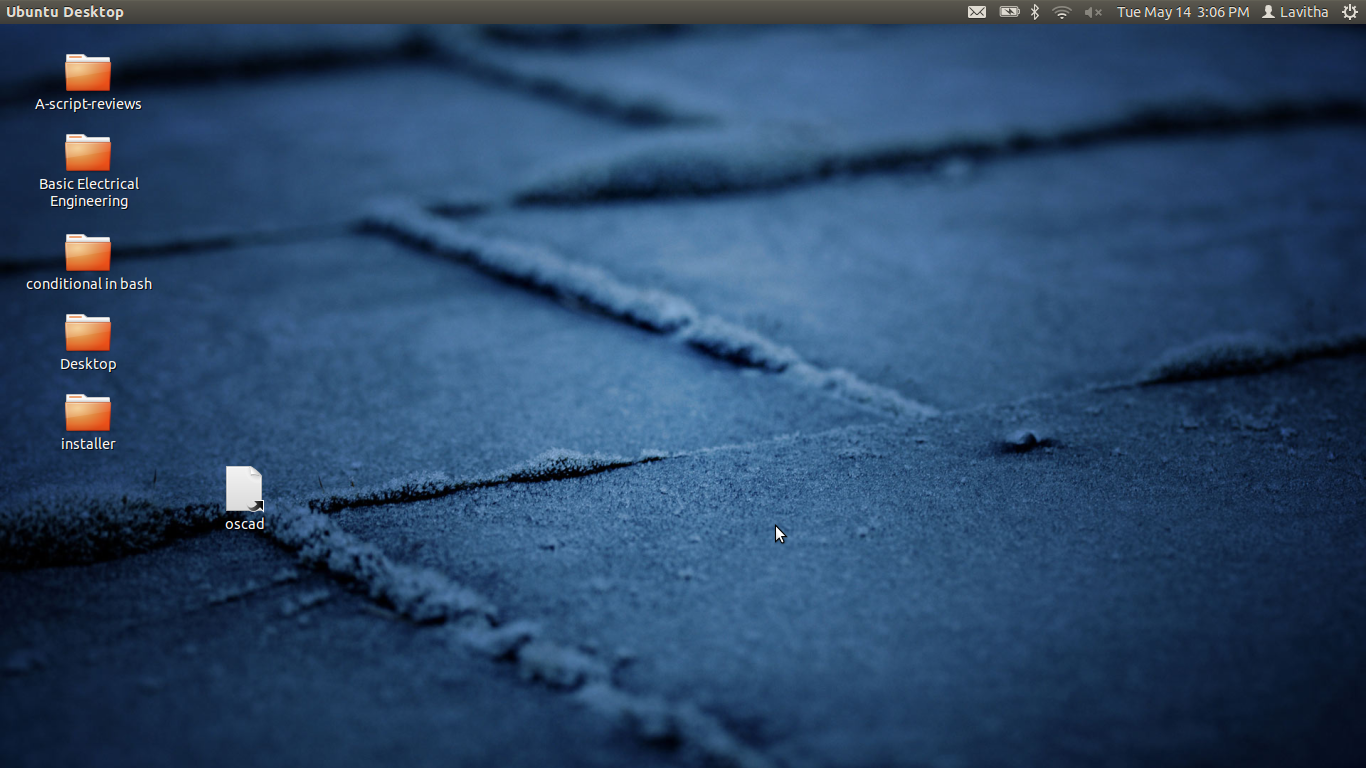 Ubuntu Desktop
Tue May 14 3:06 PM
Lavitha
A-script-reviews
Basic Electrical
Engineering
conditional in bash
Desktop
installer
oscad